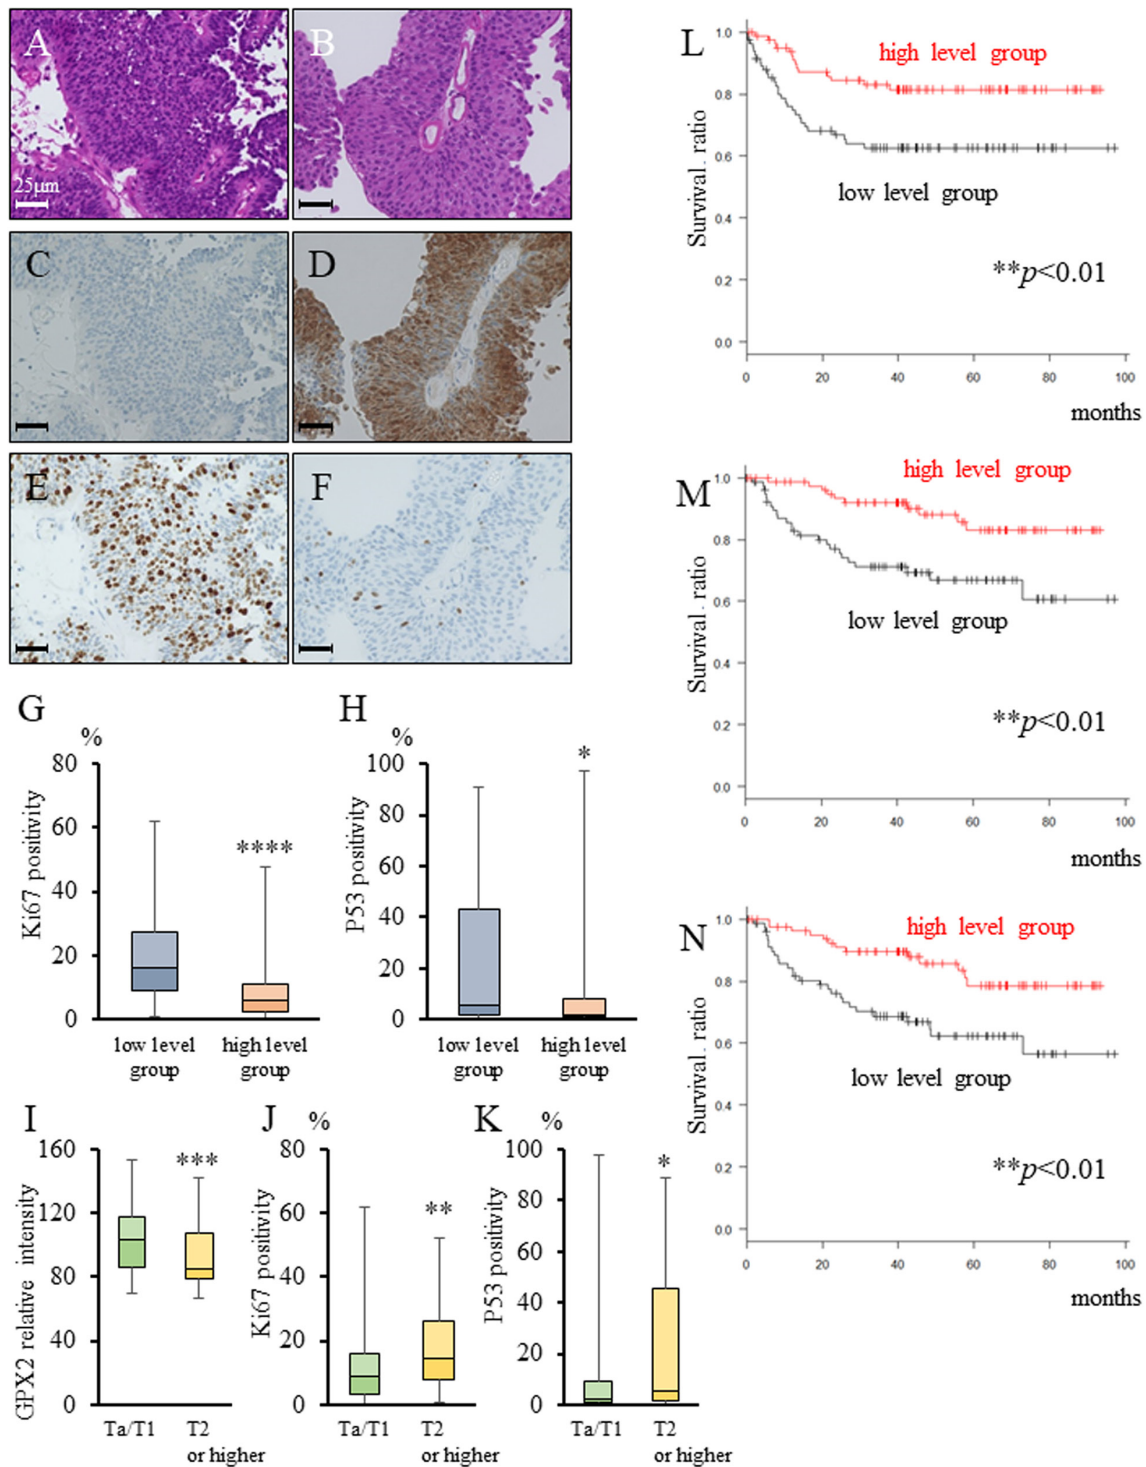 A
B
25μm
C
D
E
F
G
%
80
60
40
20
0
Ki67 positivity
****
low level
group
high level
group
H
%
100
80
60
40
20
0
P53 positivity
*
low level
group
high level
group
I
160
120
80
40
0
GPX2 relative intensity
***
Ta/T1
T2
or higher
J
%
80
60
40
20
0
Ki67 positivity
**
Ta/T1
T2
or higher
K
%
100
80
60
40
20
0
P53 positivity
*
Ta/T1
T2
or higher
L
1.0
0.8
0.6
0.4
0.2
0.0
Survival. ratio
high level group
low level group
**p<0.01
0 20 40 60 80 100
months
M
1.0
0.8
0.6
0.4
0.2
0.0
Survival. ratio
high level group
low level group
**p<0.01
0 20 40 60 80 100
months
N
1.0
0.8
0.6
0.4
0.2
0.0
Survival. ratio
high level group
low level group
**p<0.01
0 20 40 60 80 100
months